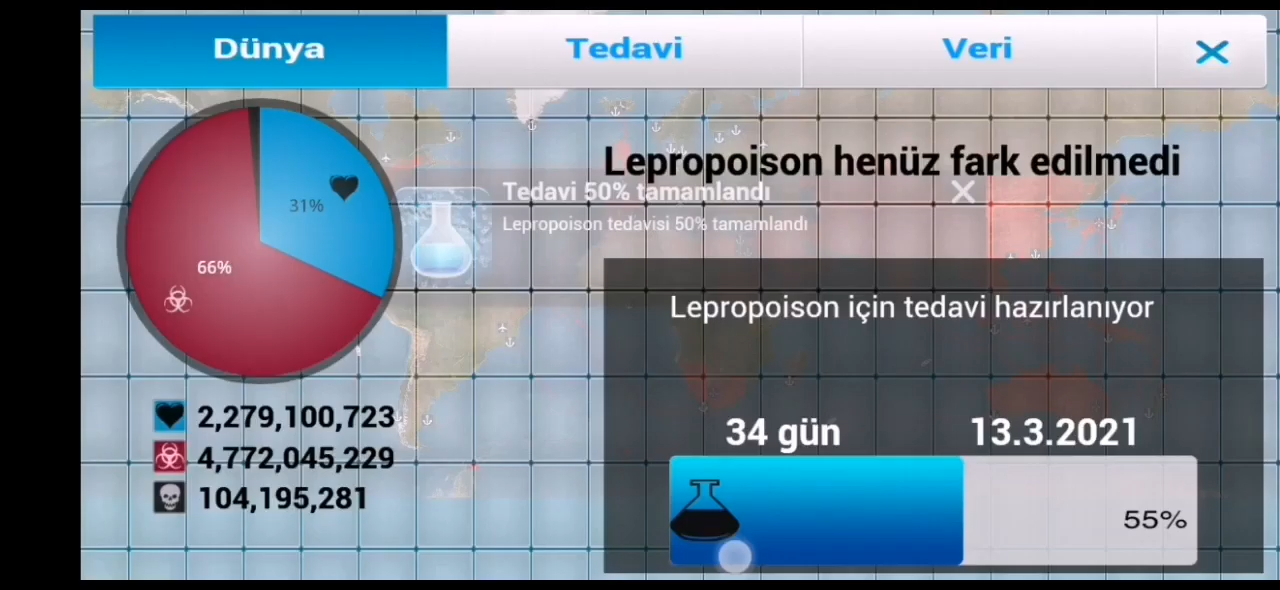 Dünya
Tedavi
Veri
Lepropoison henüz fark edilmedi
Tedavi 50% tamamlandı
Lepropoison tedavisi 50% tamamlandı
31%
66%
Lepropoison için tedavi hazırlanıyor
2,279,100,723
4,772,045,229
104,195,281
34 gün
13.3.2021
55%